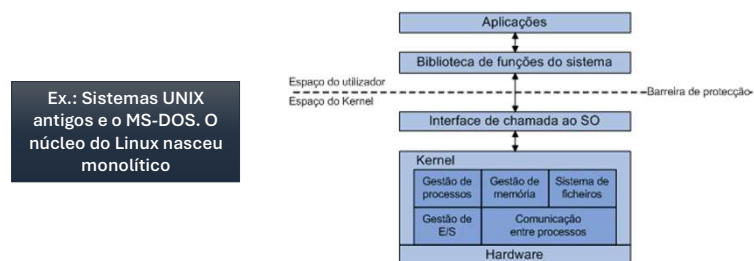 Ex.: Sistemas UNIX
antigos e o MS-DOS. O
núcleo do Linux nasceu
monolítico
Aplicações
Biblioteca de funções do sistema
Espaço do utilizador
Barreira de protecção
Espaço do Kernel
Interface de chamada ao SO
Kernel
Gestão de
processos
Gestão de
memória
Sistema de
ficheiros
Gestão de
E/S
Comunicação
entre processos
Hardware